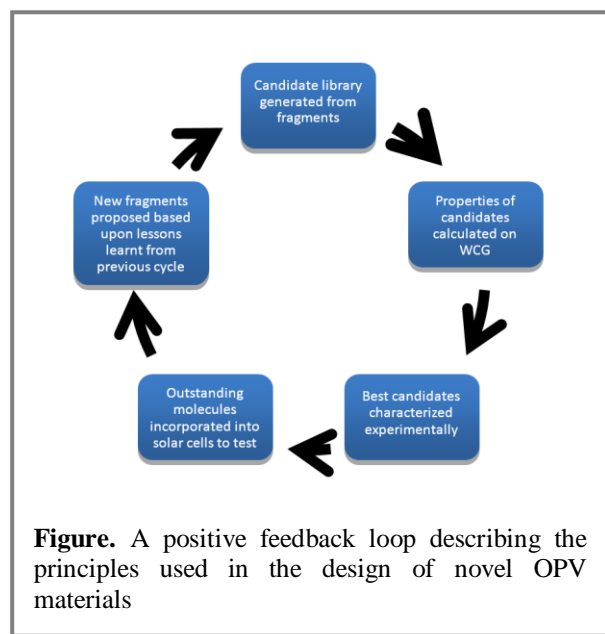 Candidate library
generated from
fragments
Properties of
candidates
calculated on
WCG
Best candidates
characterized
experimentally
Outstanding
molecules
incorporated into
solar cells to test
New fragments
proposed based
upon lessons
learnt from
previous cycle
Figure. A positive feedback loop describing the
principles used in the design of novel OPV
materials